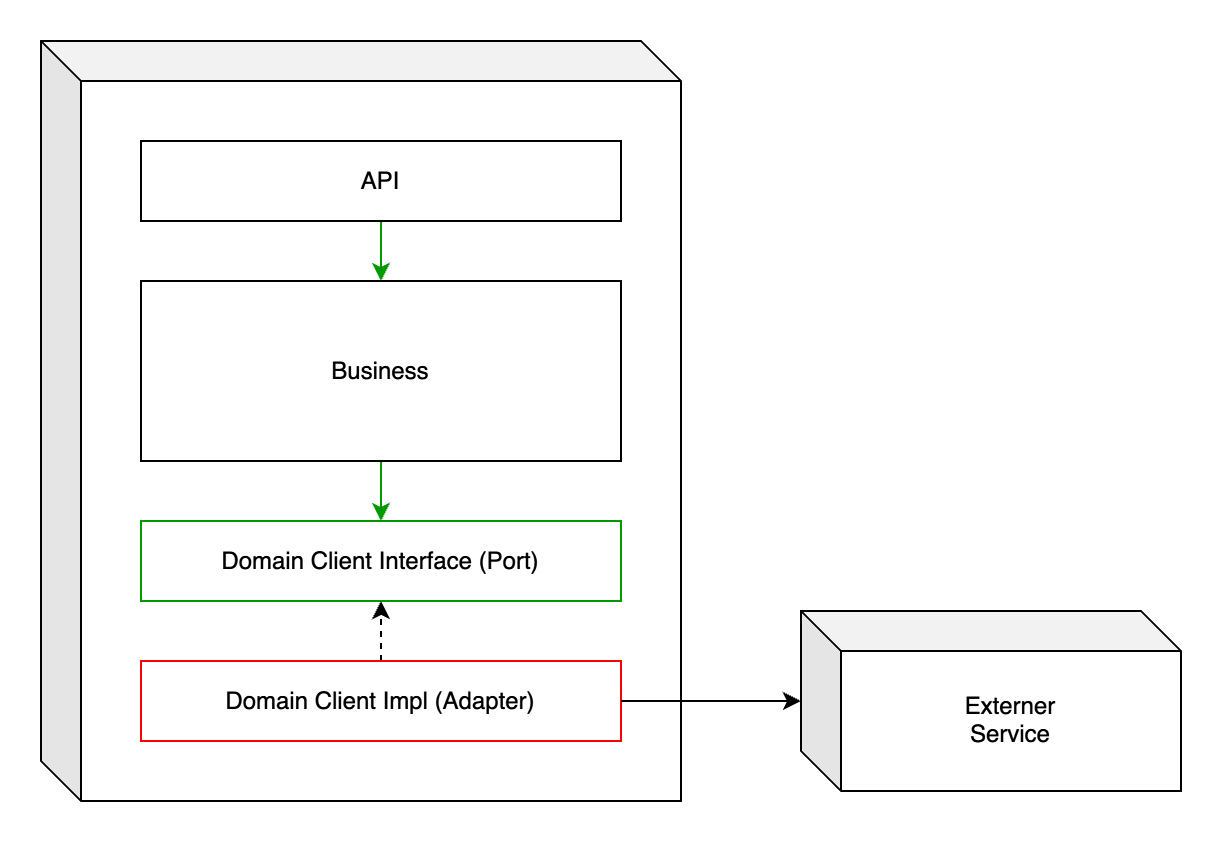 API
Business
Domain Client Interface (Port)
Domain Client Impl (Adapter)
Externer
Service